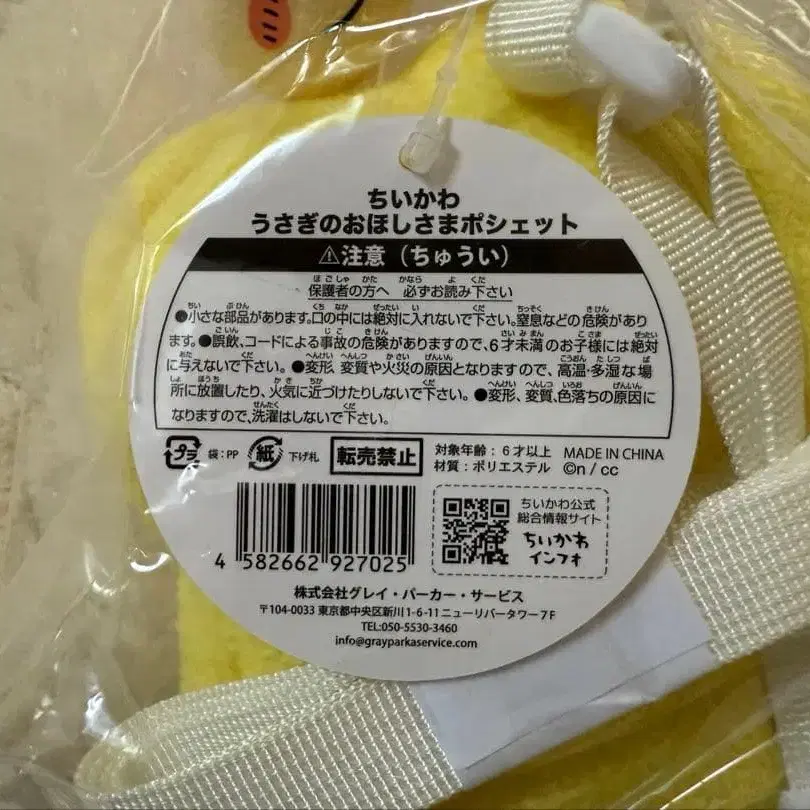 ちいかわ
うさぎのおほしさまポシェット
⚠注意（ちゅうい）
保護者の方へ 必ずお読み下さい
●小さな部品があります。口の中には絶対に入れないで下さい。窒息などの危険があり
ます。●誤飲、コードによる事故の危険がありますので、6才未満のお子様には絶対
に与えないで下さい。●変形、変質や火災の原因となりますので、高温・多湿な場
所に放置したり、火気に近づけたりしないで下さい。●変形、変質、色落ちの原因に
なりますので、洗濯はしないで下さい。
プラ 袋：PP 紙 下げ札 転売禁止 対象年齢：6才以上 MADE IN CHINA
材質：ポリエステル ©n / cc
4 582662 927025
ちいかわ公式
総合情報サイト
ちいかわ
インフォ
株式会社グレイ・パーカー・サービス
〒104-0033 東京都中央区新川1-6-11ニューリバータワー7F
TEL:050-5530-3460
info@grayparkaservice.com